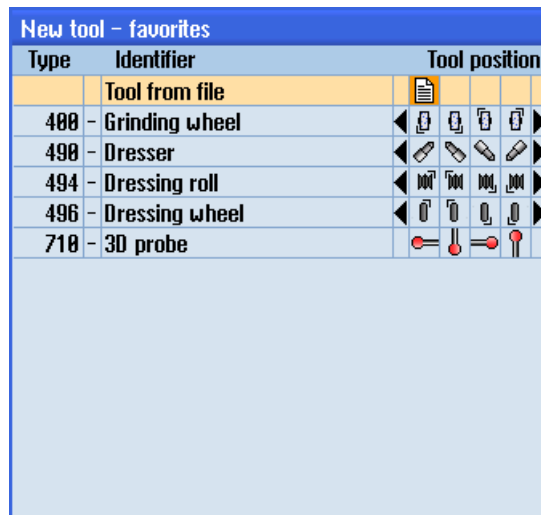 New tool - favorites
Type Identifier Tool position
Tool from file
400 - Grinding wheel
490 - Dresser
494 - Dressing roll
496 - Dressing wheel
710 - 3D probe